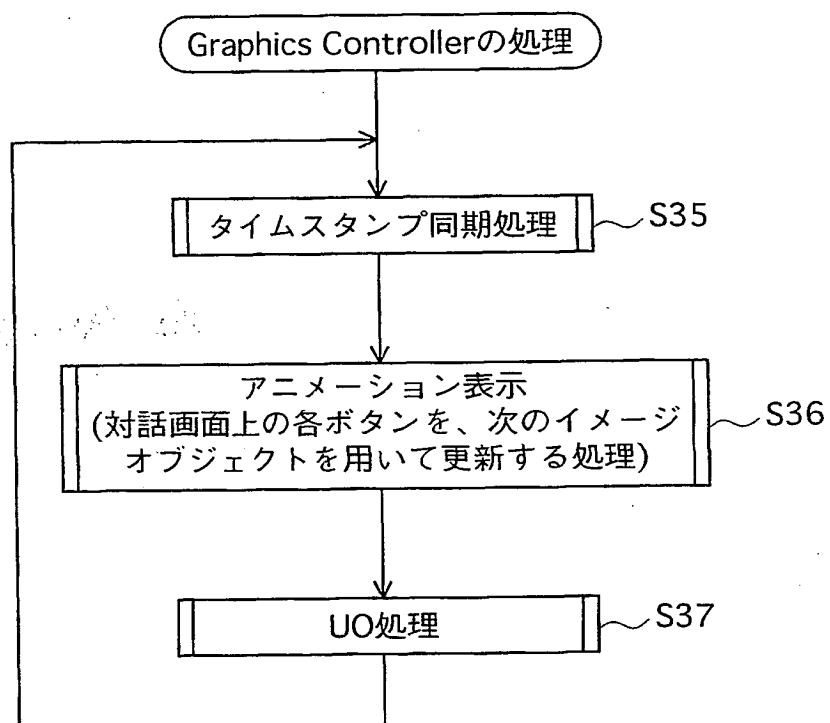 Graphics Controllerの処理
タイムスタンプ同期処理
S35
アニメーション表示
(対話画面上の各ボタンを、次のイメージ
オブジェクトを用いて更新する処理)
S36
UO処理
S37